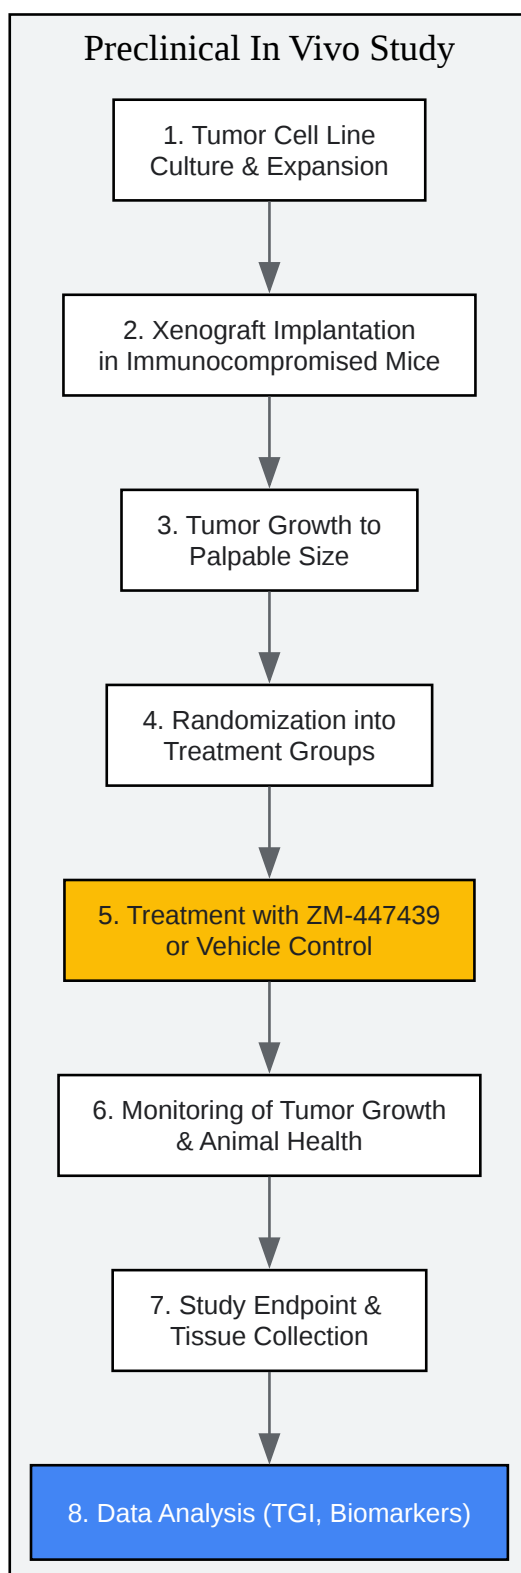 Preclinical In Vivo Study
1. Tumor Cell Line
Culture & Expansion
2. Xenograft Implantation
in Immunocompromised Mice
3. Tumor Growth to
Palpable Size
4. Randomization into
Treatment Groups
5. Treatment with ZM-447439
or Vehicle Control
6. Monitoring of Tumor Growth
& Animal Health
7. Study Endpoint &
Tissue Collection
8. Data Analysis (TGI, Biomarkers)